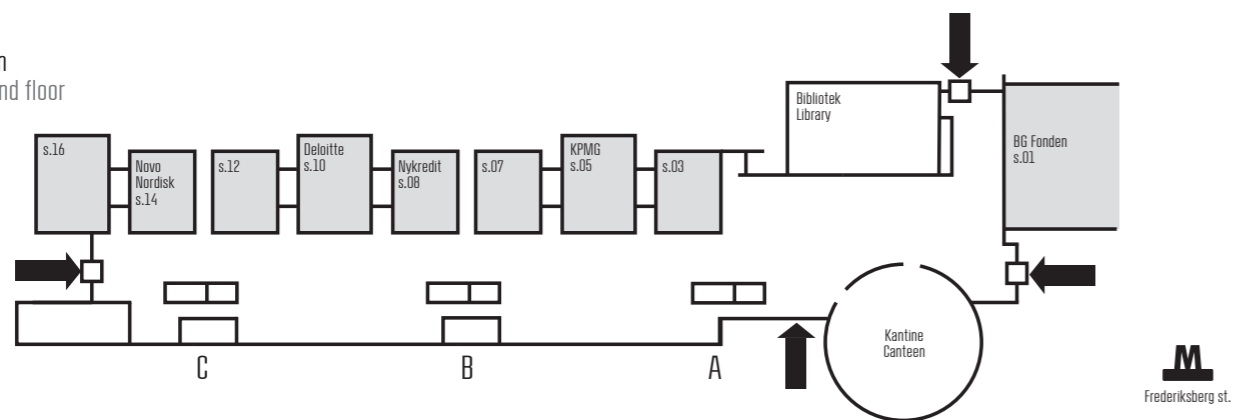 nd floor
Bibliotek
Library
BG Fonden
s.01
s.16
Novo
Nordisk
s.14
s.12
Deloitte
s.10
Nykredit
s.08
s.07
KPMG
s.05
s.03
Kantine
Canteen
C
B
A
M
Frederiksberg st.